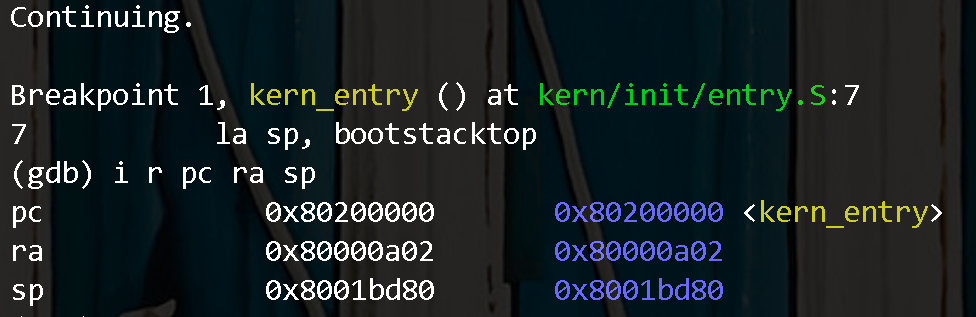 Continuing.
Breakpoint 1, kern_entry () at kern/init/entry.S:7
7 la sp, bootstacktop
(gdb) i r pc ra sp
pc 0x80200000 0x80200000 <kern_entry>
ra 0x80000a02 0x80000a02
sp 0x8001bd80 0x8001bd80